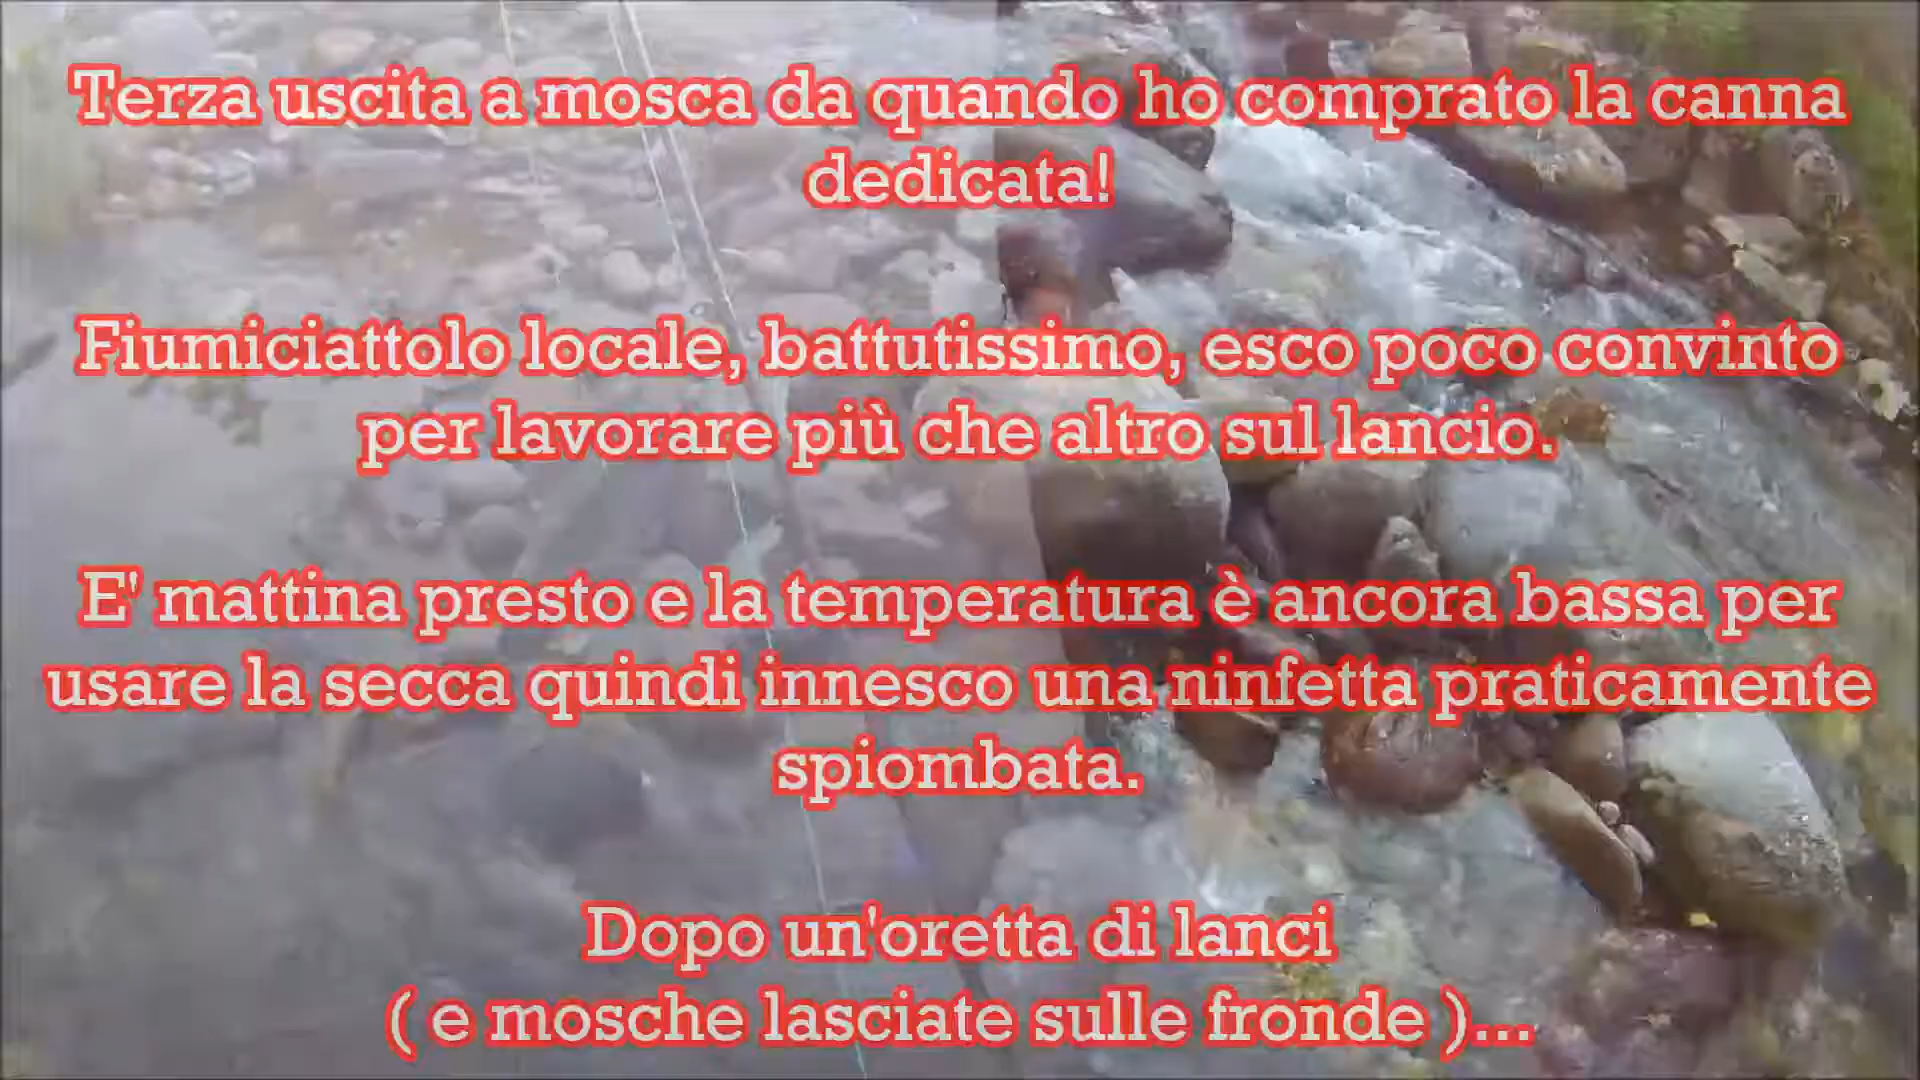 Terza uscita a mosca da quando ho comprato la canna
dedicata!
Fiumiciattolo locale, battutissimo, esco poco convinto
per lavorare più che altro sul lancio.
E' mattina presto e la temperatura è ancora bassa per
usare la secca quindi innesco una ninfetta praticamente
spiombata.
Dopo un'oretta di lanci
( e mosche lasciate sulle fronde )...